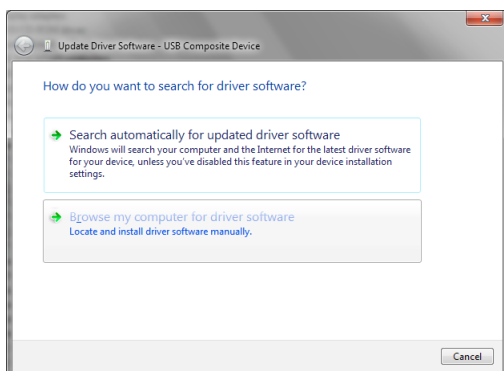 Update Driver Software - USB Composite Device
How do you want to search for driver software?
Search automatically for updated driver software
Windows will search your computer and the Internet for the latest driver software
for your device, unless you've disabled this feature in your device installation
settings.
Browse my computer for driver software
Locate and install driver software manually.
Cancel